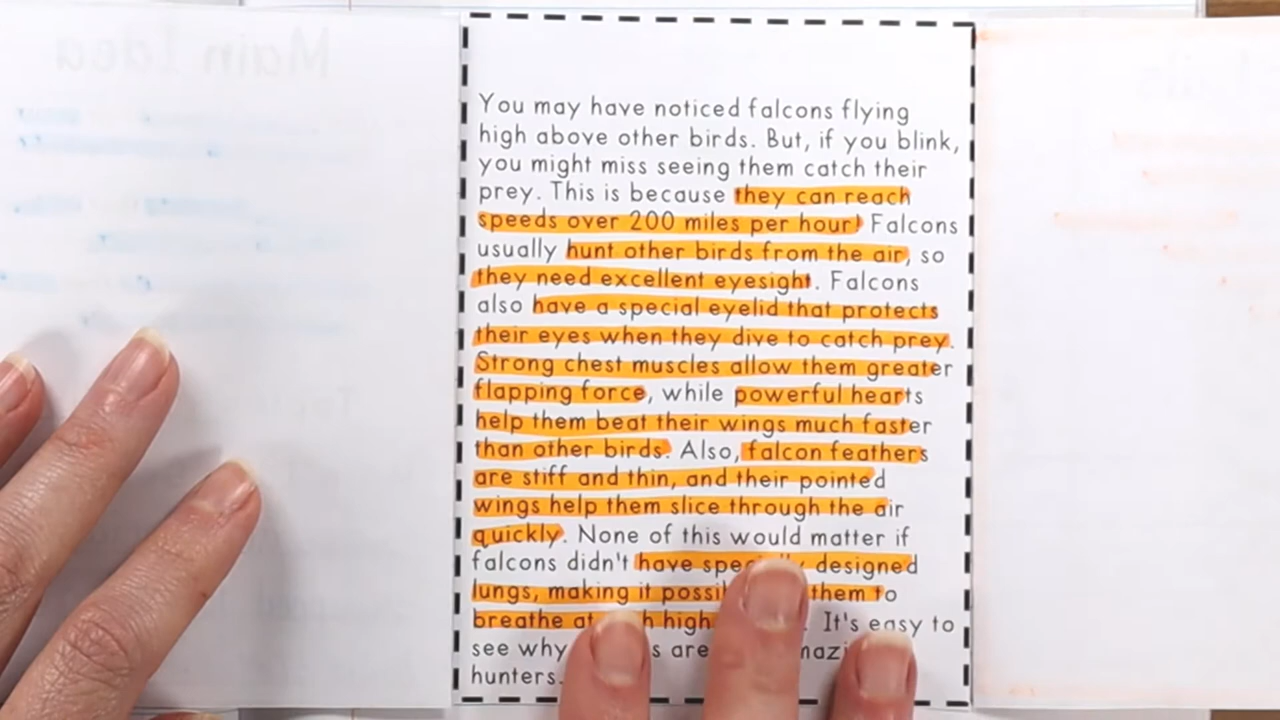 Main Idea
You may have noticed falcons flying
high above other birds. But, if you blink,
you might miss seeing them catch their
prey. This is because they can reach
speeds over 200 miles per hour! Falcons
usually hunt other birds from the air, so
they need excellent eyesight. Falcons
also have a special eyelid that protects
their eyes when they dive to catch prey.
Strong chest muscles allow them greater
flapping force, while powerful hearts
help them beat their wings much faster
than other birds. Also, falcon feathers
are stiff and thin, and their pointed
wings help them slice through the air
quickly. None of this would matter if
falcons didn't have designed
lungs, making it them to
breathe at high It's easy to
see why are
hunters.